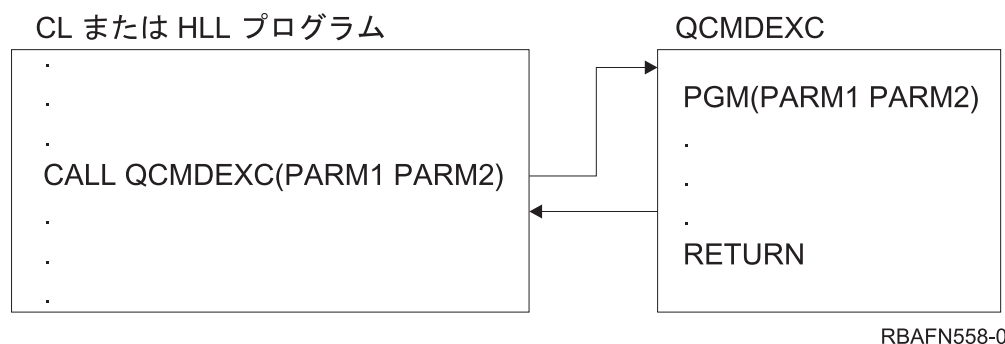 CL または HLL プログラム
.
.
.
CALL QCMDEXC(PARM1 PARM2)
.
.
.
QCMDEXC
PGM(PARM1 PARM2)
.
.
.
RETURN
RBAFN558-0